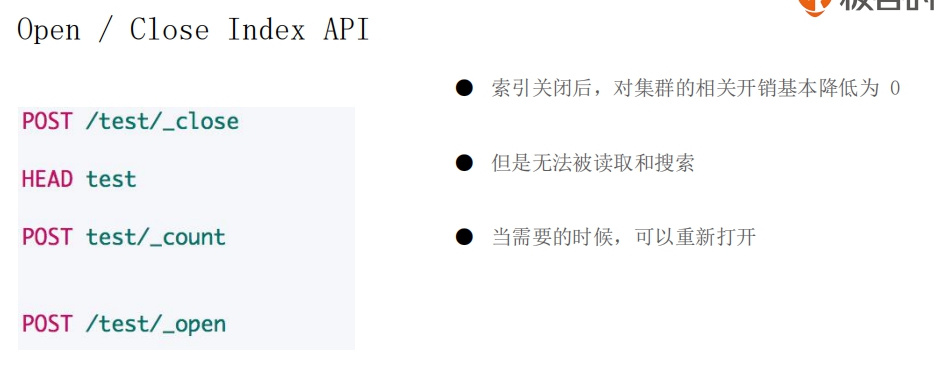 Open / Close Index API
POST /test/_close
HEAD test
POST test/_count
POST /test/_open
● 索引关闭后，对集群的相关开销基本降低为 0
● 但是无法被读取和搜索
● 当需要的时候，可以重新打开